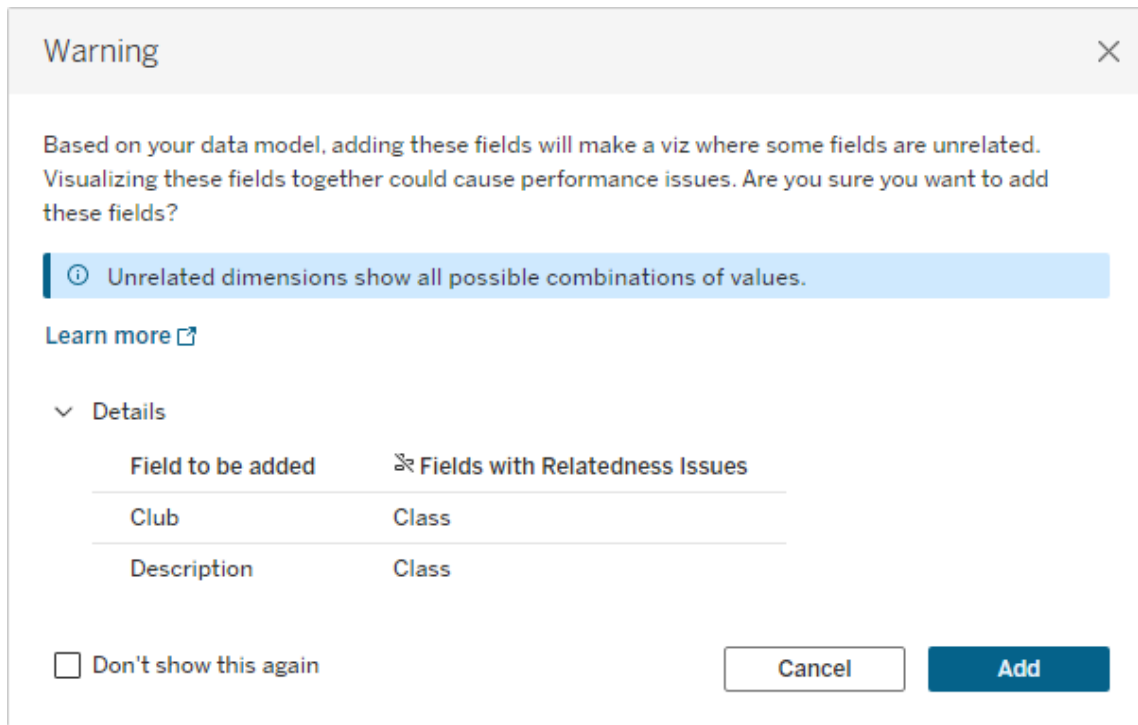 Warning
Based on your data model, adding these fields will make a viz where some fields are unrelated.
Visualizing these fields together could cause performance issues. Are you sure you want to add
these fields?
Unrelated dimensions show all possible combinations of values.
Learn more
Details
Field to be added Fields with Relatedness Issues
Club Class
Description Class
Don't show this again Cancel Add